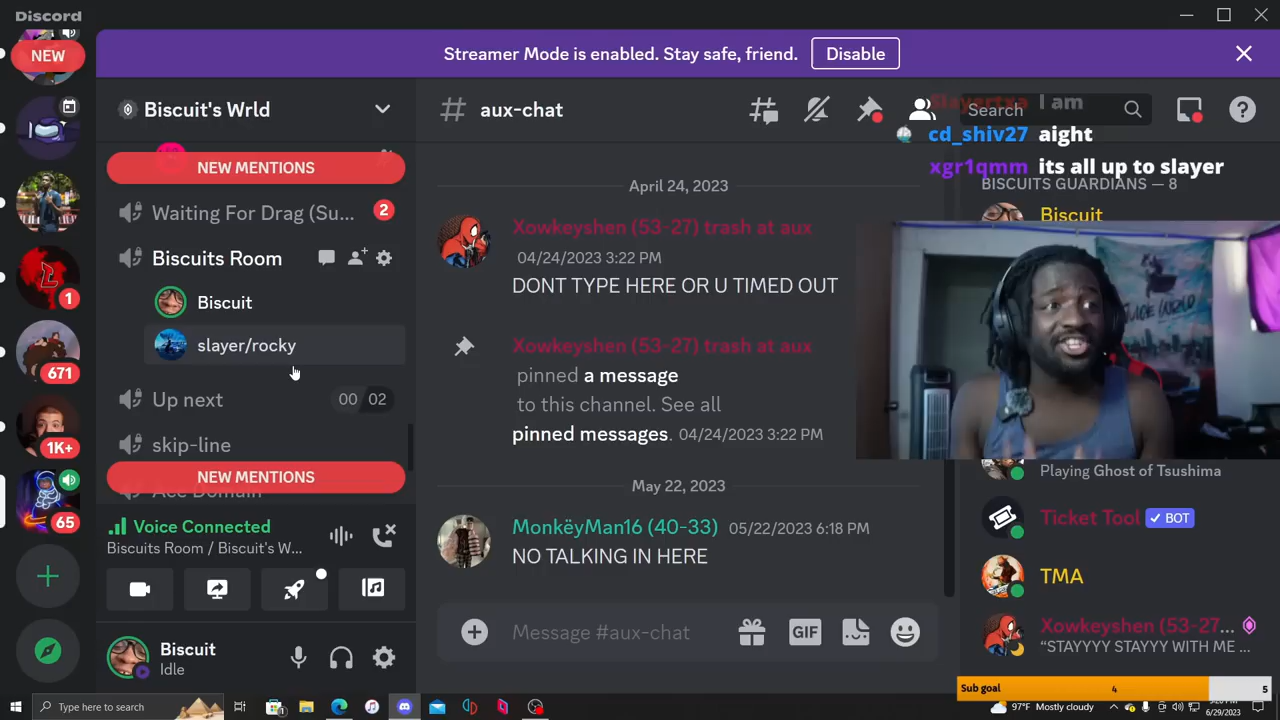 Discord
Streamer Mode is enabled. Stay safe, friend.
Disable
NEW
1
671
1K+
65
Biscuit's Wrld
NEW MENTIONS
Waiting For Drag (Su...
2
Biscuits Room
Biscuit
slayer/rocky
Up next
00 02
skip-line
NEW MENTIONS
Voice Connected
Biscuits Room / Biscuit's W...
Biscuit
Idle
aux-chat
April 24, 2023
Xowkeyshen (53-27) trash at aux
04/24/2023 3:22 PM
DONT TYPE HERE OR U TIMED OUT
Xowkeyshen (53-27) trash at aux
pinned a message
to this channel. See all
pinned messages. 04/24/2023 3:22 PM
May 22, 2023
MonkëyMan16 (40-33) 05/22/2023 6:18 PM
NO TALKING IN HERE
Message #aux-chat
GIF
Search
I am
cd_shiv27 aight
xgr1qmm its all up to slayer
BISCUITS GUARDIANS — 8
Biscuit
Playing Ghost of Tsushima
Ticket Tool ✓ BOT
TMA
Xowkeyshen (53-27...
“STAYYYY STAYYY WITH ME ...
Sub goal 4 5
Type here to search
97°F Mostly cloudy
6/29/2023